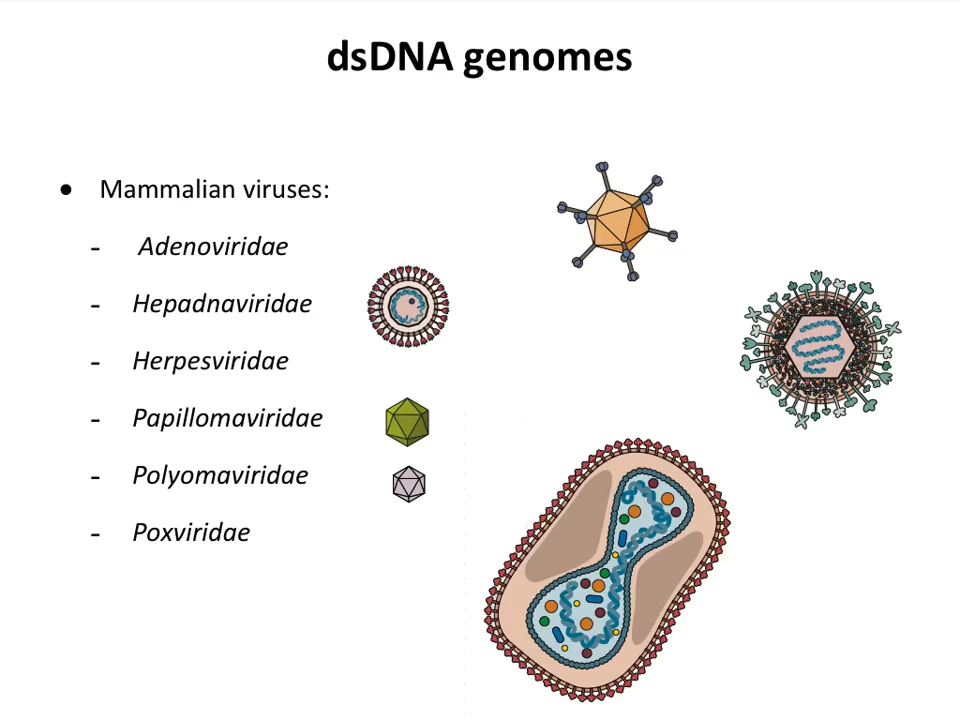 dsDNA genomes
• Mammalian viruses:
- Adenoviridae
- Hepadnaviridae
- Herpesviridae
- Papillomaviridae
- Polyomaviridae
- Poxviridae